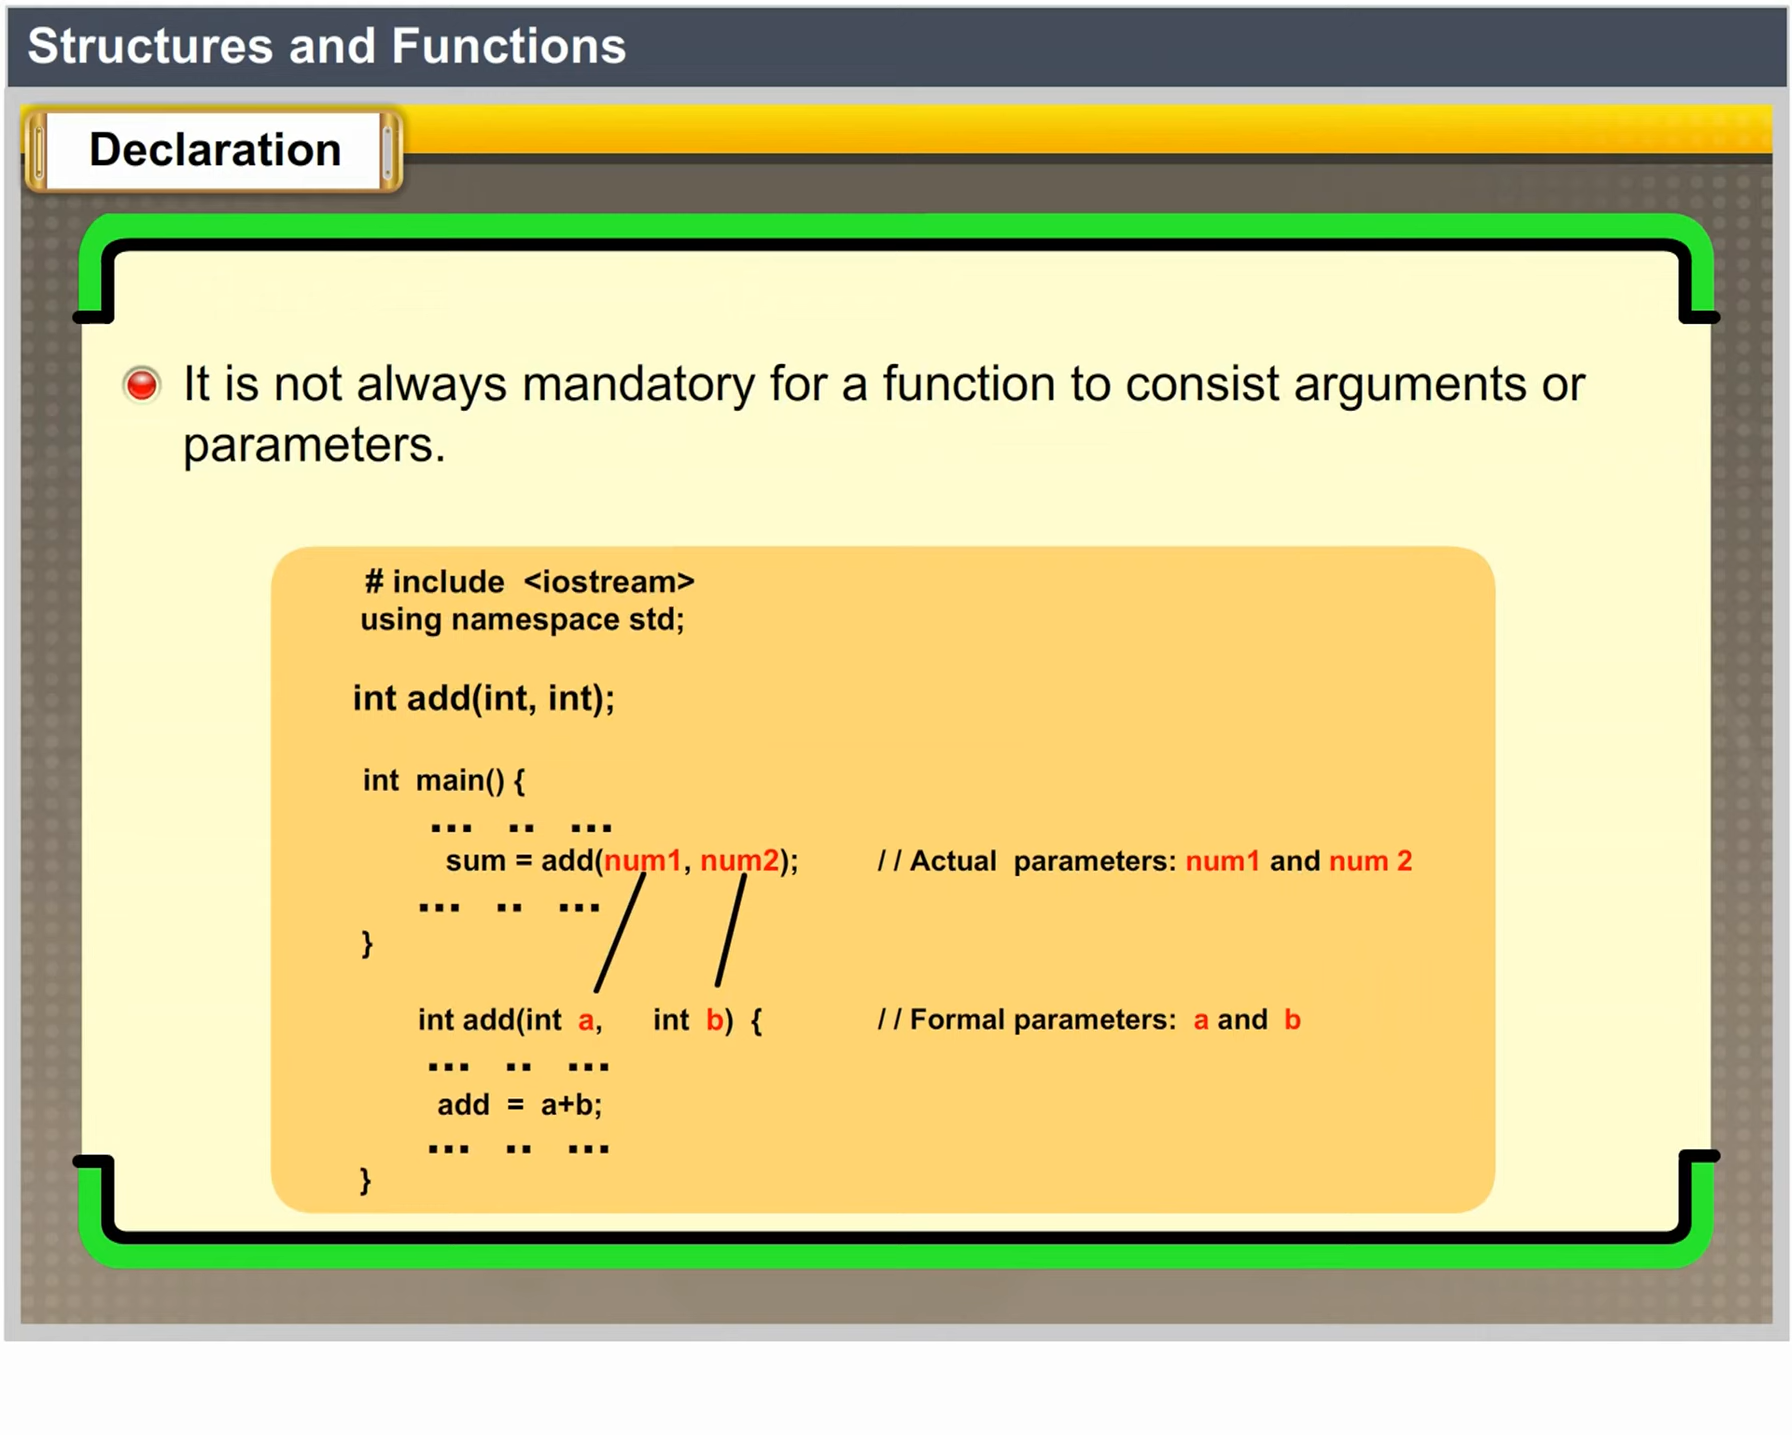 Structures and Functions
Declaration
It is not always mandatory for a function to consist arguments or
parameters.
# include <iostream>
using namespace std;
int add(int, int);
int main() {
... .. ...
sum = add(num1, num2); // Actual parameters: num1 and num 2
... .. ...
}
int add(int a, int b) { // Formal parameters: a and b
... .. ...
add = a+b;
... .. ...
}